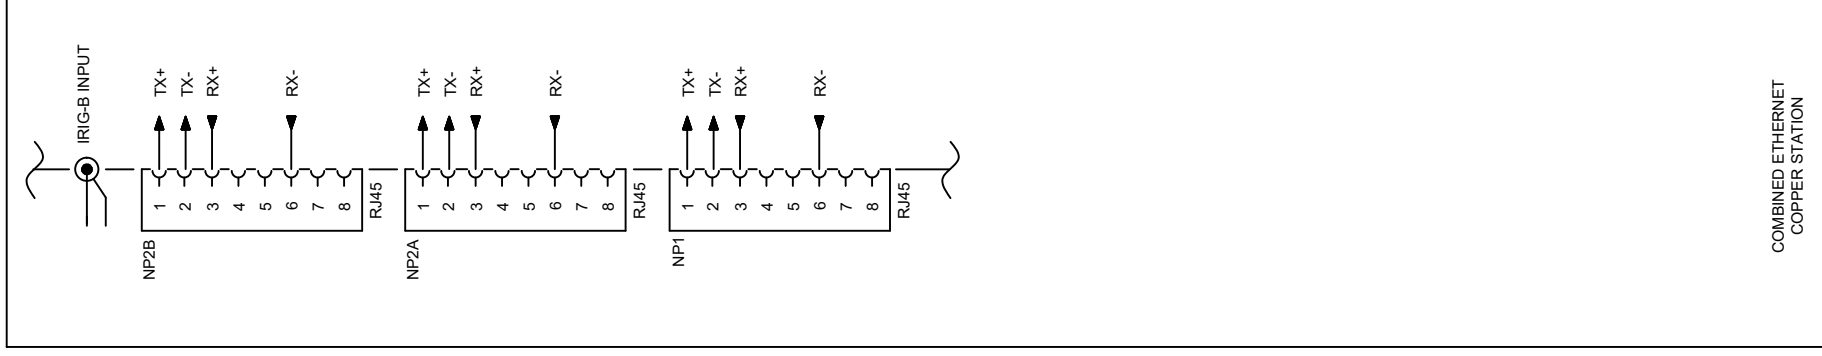 IRIG-B INPUT
TX+
TX-
RX+
RX-
1
2
3
4
5
6
7
8
RJ45
NP2B
TX+
TX-
RX+
RX-
1
2
3
4
5
6
7
8
RJ45
NP2A
TX+
TX-
RX+
RX-
1
2
3
4
5
6
7
8
RJ45
NP1
COMBINED ETHERNET
COPPER STATION